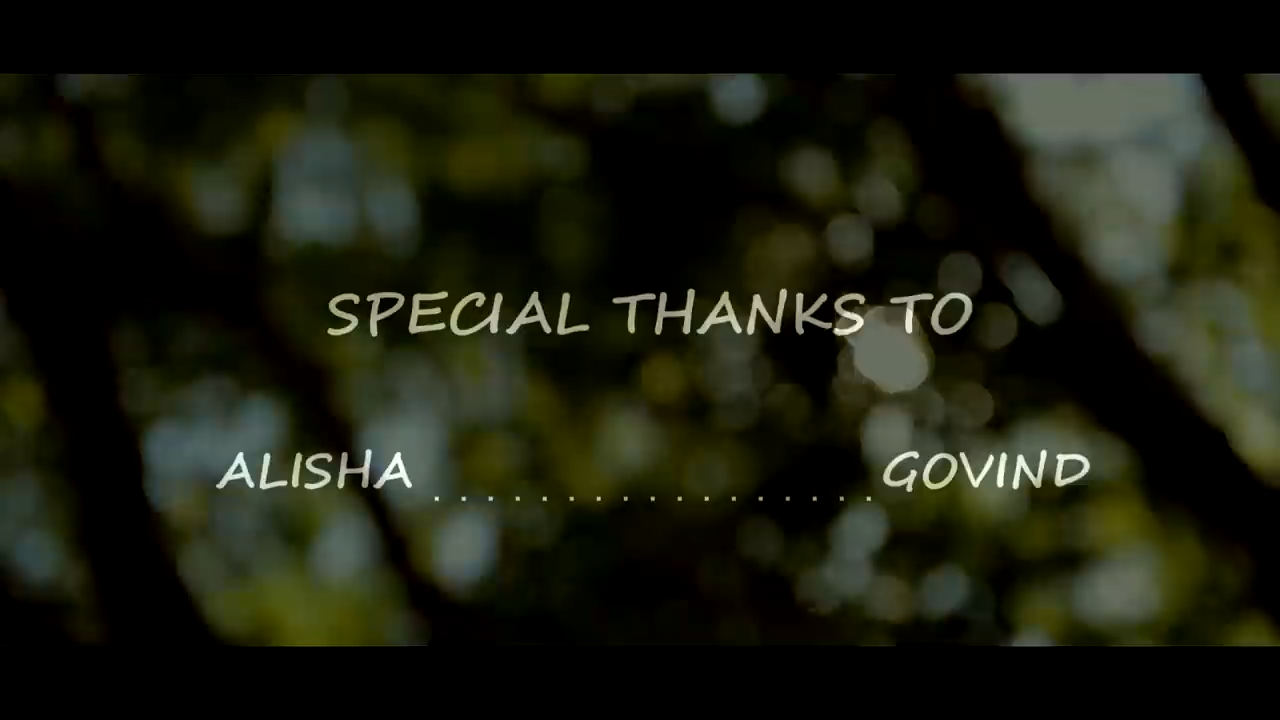 SPECIAL THANKS TO
ALISHA .................GOVIND